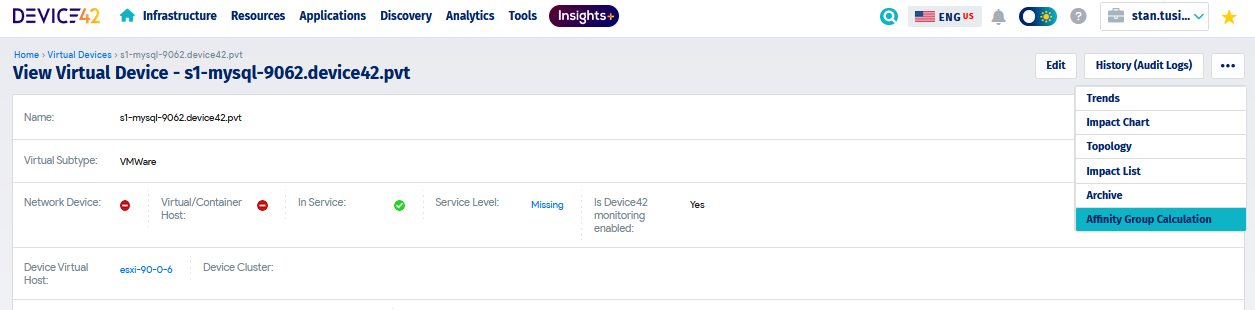 DEVICE42 Infrastructure Resources Applications Discovery Analytics Tools Insights+ ENG US ? stan.tusi...
Home › Virtual Devices › s1-mysql-9062.device42.pvt
View Virtual Device - s1-mysql-9062.device42.pvt
Edit History (Audit Logs) •••
Trends
Impact Chart
Topology
Impact List
Archive
Affinity Group Calculation
Name: s1-mysql-9062.device42.pvt
Virtual Subtype: VMWare
Network Device:
Virtual/Container
Host:
In Service:
Service Level: Missing
Is Device42
monitoring
enabled:
Yes
Device Virtual
Host:
esxi-90-0-6
Device Cluster: